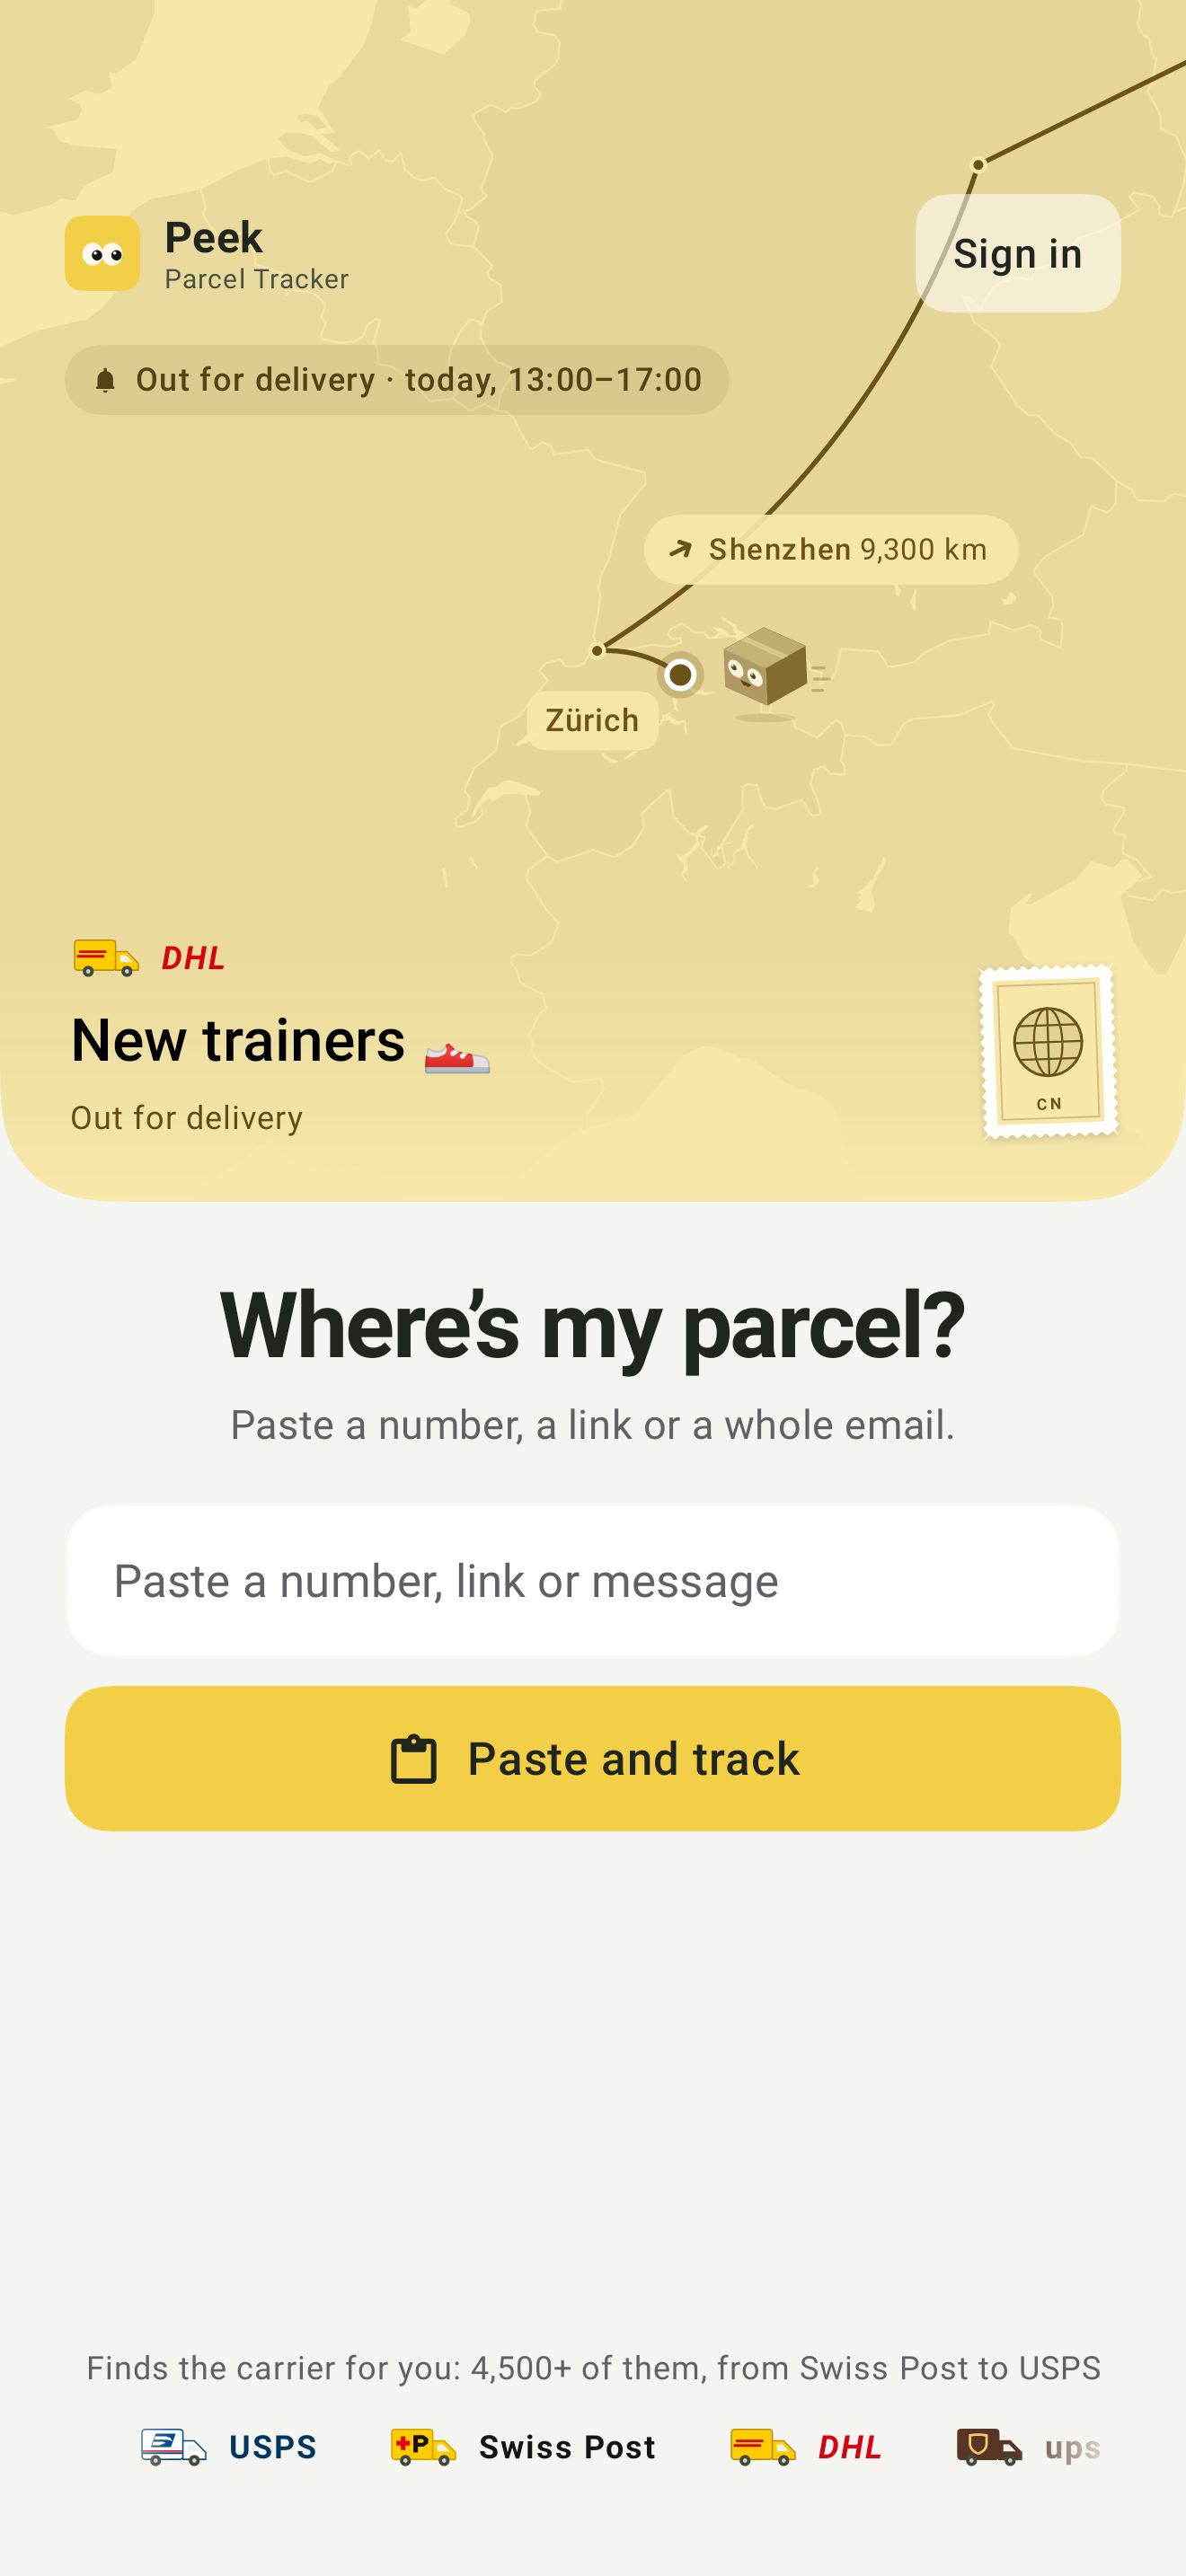 Peek
Parcel Tracker
Sign in
Out for delivery · today, 13:00–17:00
Shenzhen 9,300 km
Zürich
DHL
New trainers 👟
Out for delivery
CN
Where’s my parcel?
Paste a number, a link or a whole email.
Paste a number, link or message
Paste and track
Finds the carrier for you: 4,500+ of them, from Swiss Post to USPS
USPS
P Swiss Post
DHL
ups